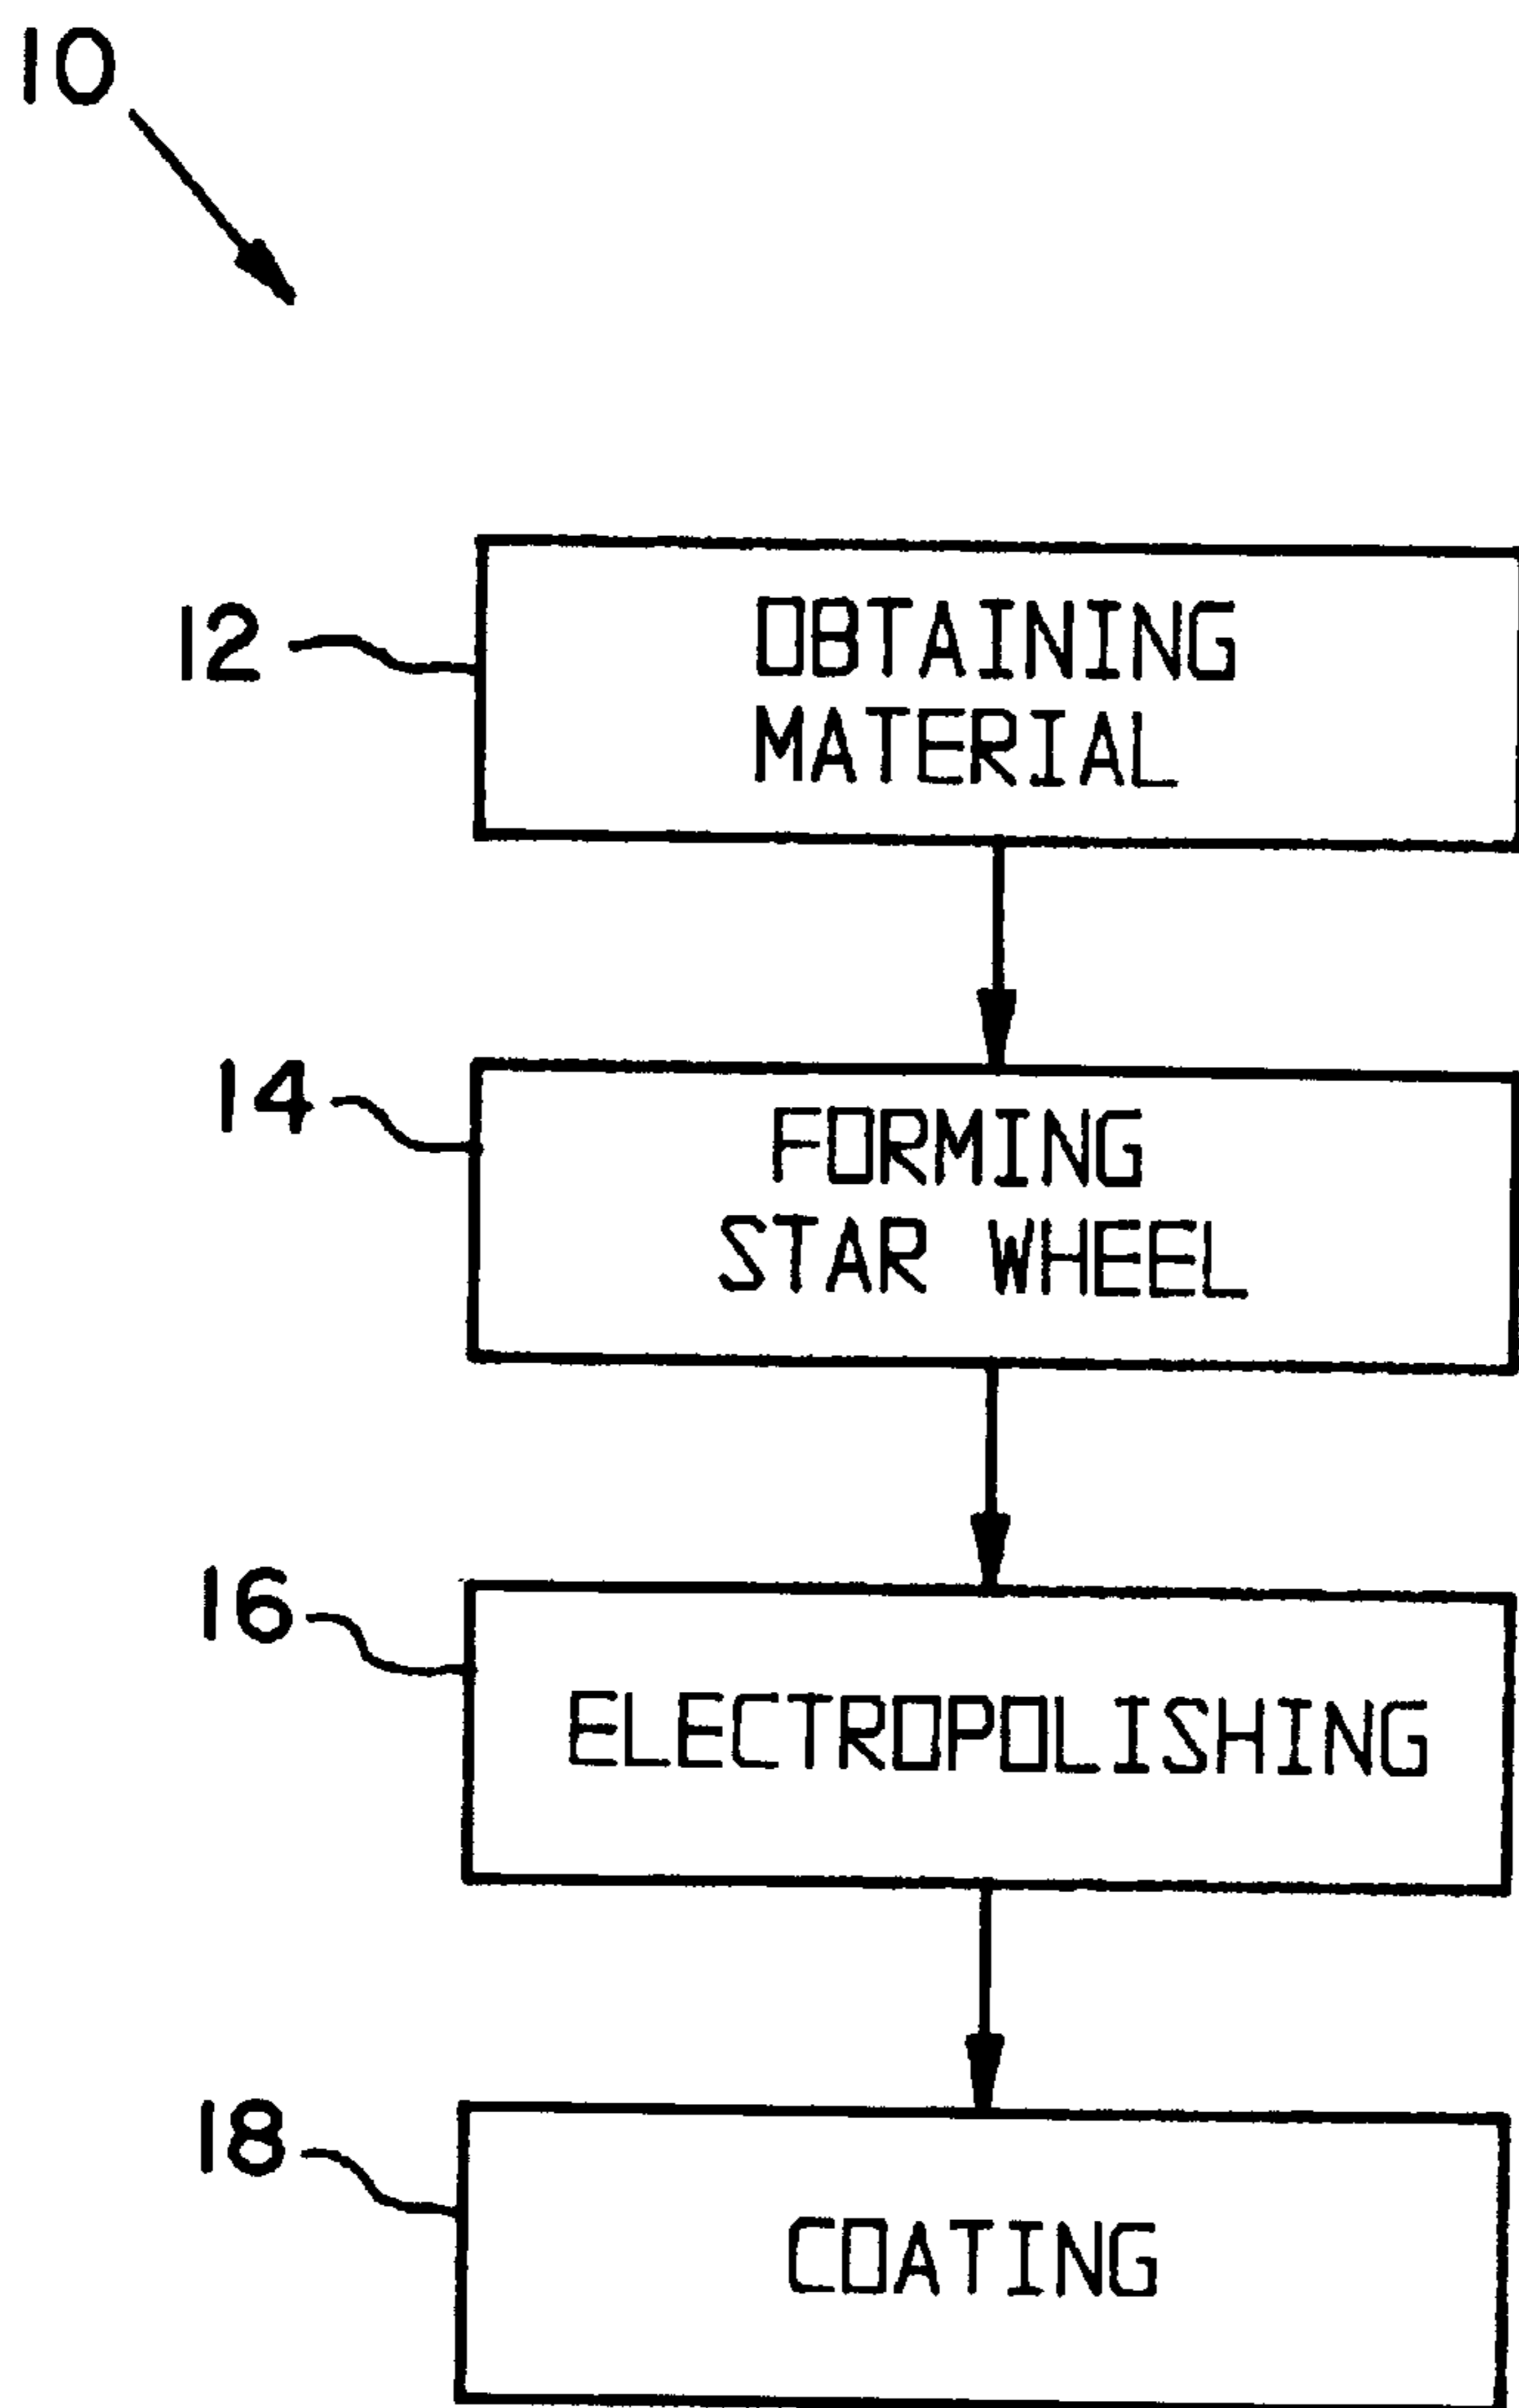 10
12
OBTAINING
MATERIAL
14
FORMING
STAR WHEEL
16
ELECTROPOLISHING
18
COATING